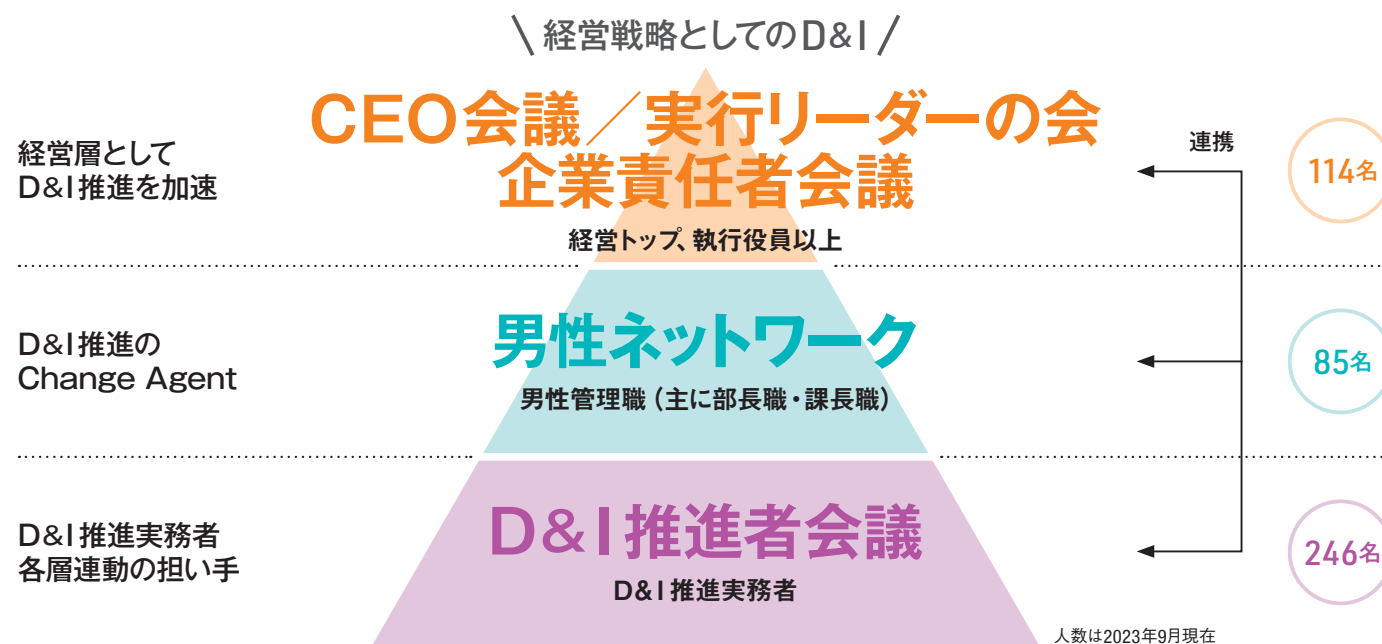 \ 経営戦略としてのD&I /
CEO会議／実行リーダーの会
企業責任者会議
経営トップ、執行役員以上
経営層として
D&I推進を加速
連携
114名
男性ネットワーク
男性管理職（主に部長職・課長職）
D&I推進の
Change Agent
85名
D&I推進者会議
D&I推進実務者
D&I推進実務者
各層連動の担い手
246名
人数は2023年9月現在